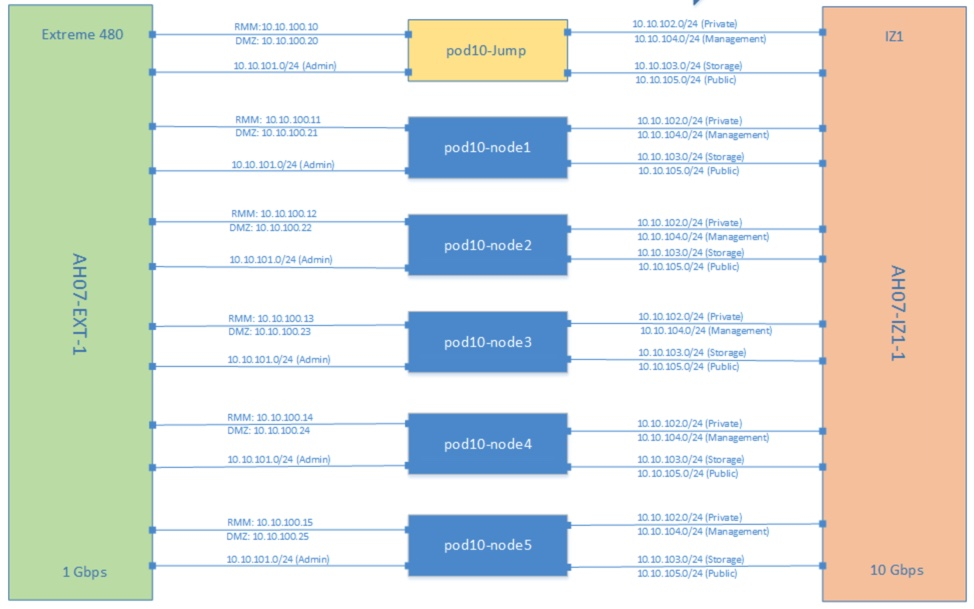 Extreme 480
AH07-EXT-1
1 Gbps
RMM:10.10.100.10
DMZ: 10.10.100.20
10.10.101.0/24 (Admin)
pod10-Jump
10.10.102.0/24 (Private)
10.10.104.0/24 (Management)
10.10.103.0/24 (Storage)
10.10.105.0/24 (Public)
RMM: 10.10.100.11
DMZ: 10.10.100.21
10.10.101.0/24 (Admin)
pod10-node1
10.10.102.0/24 (Private)
10.10.104.0/24 (Management)
10.10.103.0/24 (Storage)
10.10.105.0/24 (Public)
RMM: 10.10.100.12
DMZ: 10.10.100.22
10.10.101.0/24 (Admin)
pod10-node2
10.10.102.0/24 (Private)
10.10.104.0/24 (Management)
10.10.103.0/24 (Storage)
10.10.105.0/24 (Public)
RMM: 10.10.100.13
DMZ: 10.10.100.23
10.10.101.0/24 (Admin)
pod10-node3
10.10.102.0/24 (Private)
10.10.104.0/24 (Management)
10.10.103.0/24 (Storage)
10.10.105.0/24 (Public)
RMM: 10.10.100.14
DMZ: 10.10.100.24
10.10.101.0/24 (Admin)
pod10-node4
10.10.102.0/24 (Private)
10.10.104.0/24 (Management)
10.10.103.0/24 (Storage)
10.10.105.0/24 (Public)
RMM: 10.10.100.15
DMZ: 10.10.100.25
10.10.101.0/24 (Admin)
pod10-node5
10.10.102.0/24 (Private)
10.10.104.0/24 (Management)
10.10.103.0/24 (Storage)
10.10.105.0/24 (Public)
IZ1
AH07-IZ1-1
10 Gbps